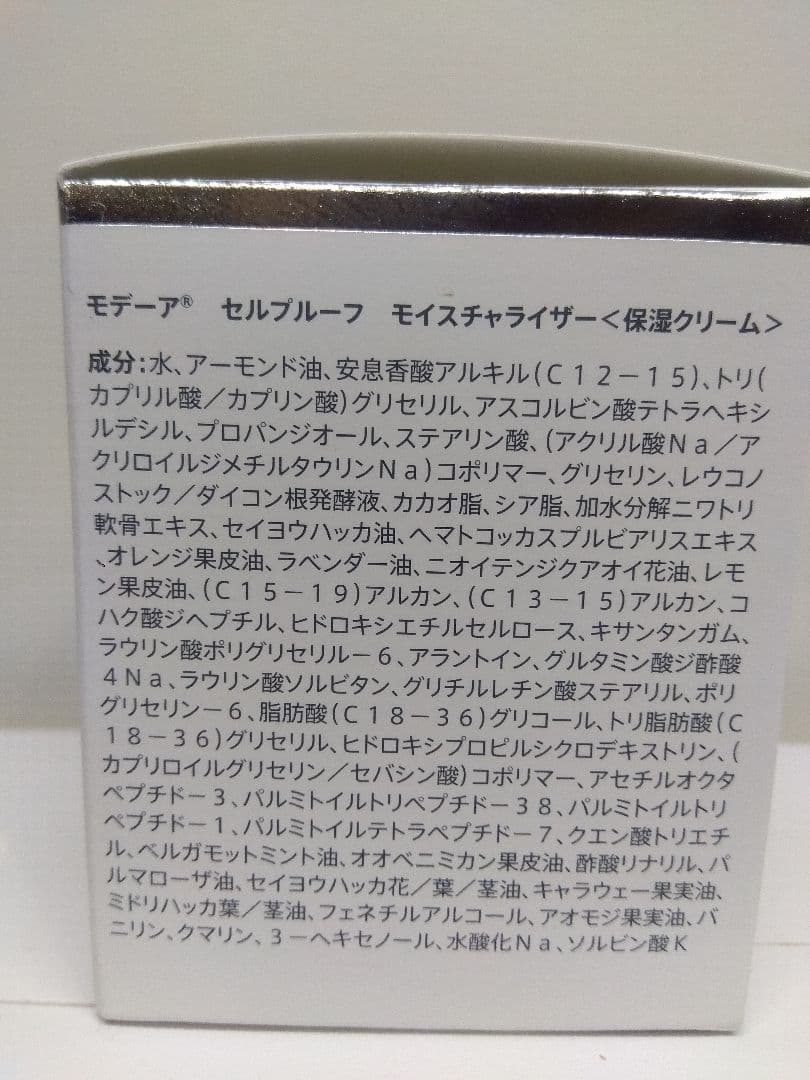 モデーア® セルプルーフ モイスチャライザー<保湿クリーム>
成分:水、アーモンド油、安息香酸アルキル(C12-15)、トリ(
カプリル酸/カプリン酸)グリセリル、アスコルビン酸テトラヘキシ
ルデシル、プロパンジオール、ステアリン酸、(アクリル酸Na/ア
クリロイルジメチルタウリンNa)コポリマー、グリセリン、レウコノ
ストック/ダイコン根発酵液、カカオ脂、シア脂、加水分解ニワトリ
軟骨エキス、セイヨウハッカ油、ヘマトコッカスプルビアリスエキス
、オレンジ果皮油、ラベンダー油、ニオイテンジクアオイ花油、レモ
ン果皮油、(C15-19)アルカン、(C13-15)アルカン、コ
ハク酸ジヘプチル、ヒドロキシエチルセルロース、キサンタンガム、
ラウリン酸ポリグリセリル-6、アラントイン、グルタミン酸ジ酢酸
4Na、ラウリン酸ソルビタン、グリチルレチン酸ステアリル、ポリ
グリセリン-6、脂肪酸(C18-36)グリコール、トリ脂肪酸(C
18-36)グリセリル、ヒドロキシプロピルシクロデキストリン、(
カプリロイルグリセリン/セバシン酸)コポリマー、アセチルオクタ
ペプチド-3、パルミトイルトリペプチド-38、パルミトイルトリ
ペプチド-1、パルミトイルテトラペプチド-7、クエン酸トリエチ
ル、ベルガモットミント油、オオベニミカン果皮油、酢酸リナリル、パ
ルマローザ油、セイヨウハッカ花/葉/茎油、キャラウェー果実油、
ミドリハッカ葉/茎油、フェネチルアルコール、アオモジ果実油、バ
ニリン、クマリン、3-ヘキセノール、水酸化Na、ソルビン酸K